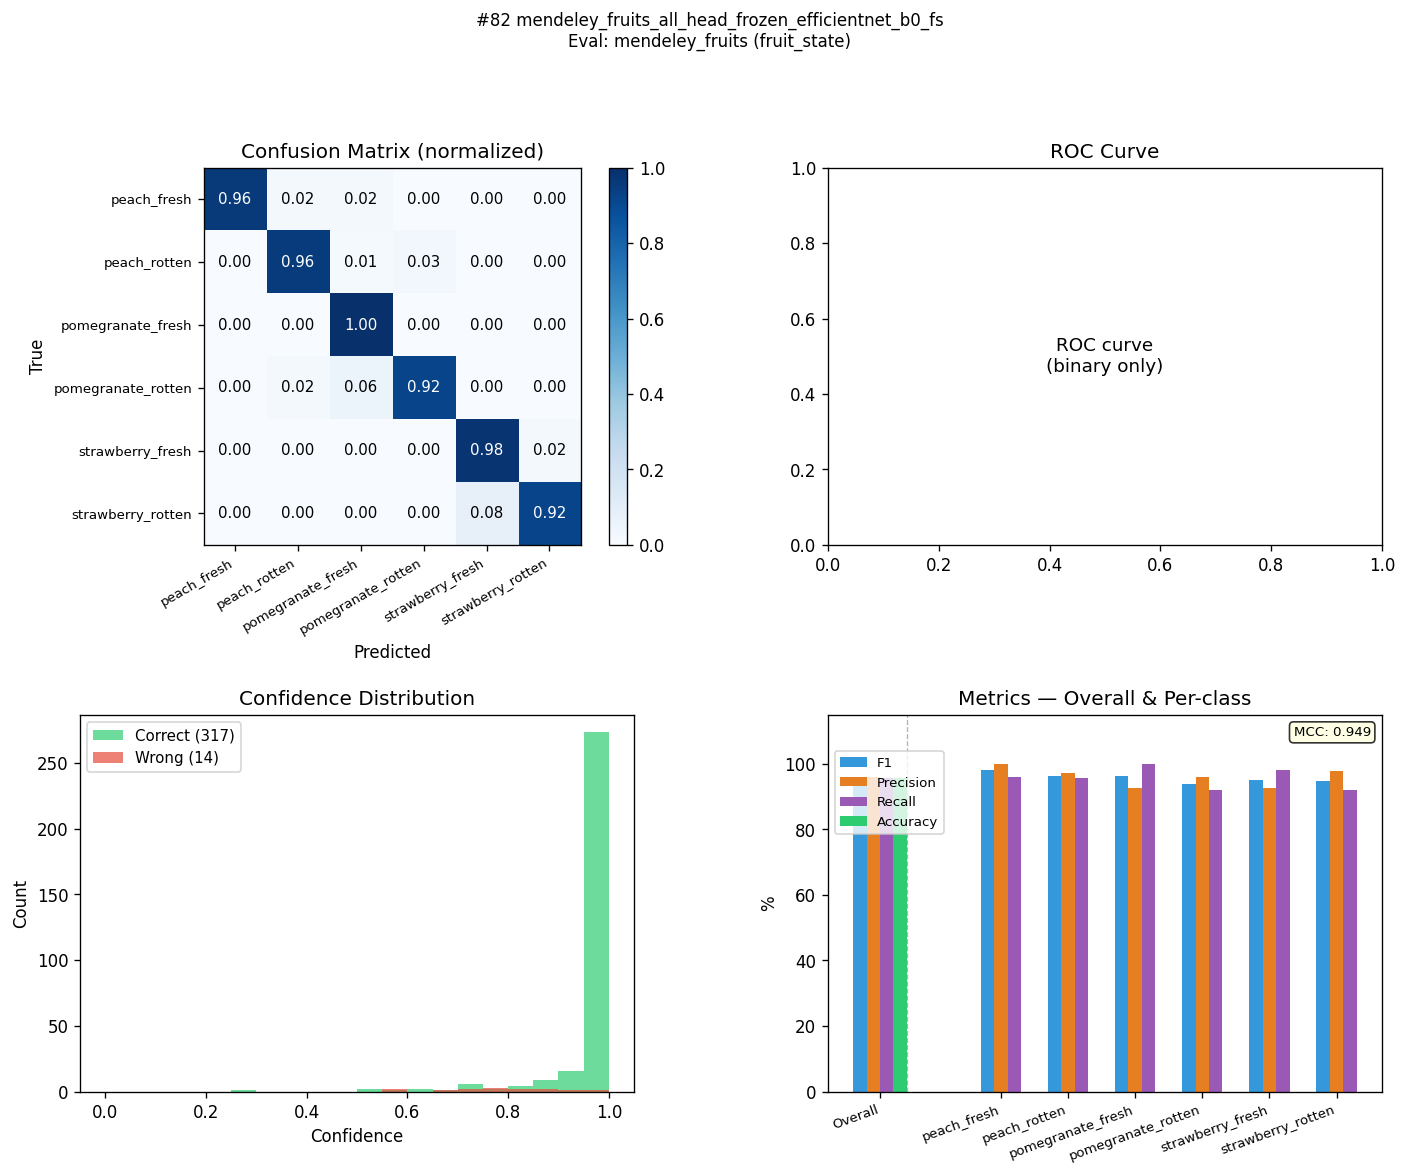 #82 mendeley_fruits_all_head_frozen_efficientnet_b0_fs
Eval: mendeley_fruits (fruit_state)
Confusion Matrix (normalized)
True
peach_fresh 0.96 0.02 0.02 0.00 0.00 0.00
peach_rotten 0.00 0.96 0.01 0.03 0.00 0.00
pomegranate_fresh 0.00 0.00 1.00 0.00 0.00 0.00
pomegranate_rotten 0.00 0.02 0.06 0.92 0.00 0.00
strawberry_fresh 0.00 0.00 0.00 0.00 0.98 0.02
strawberry_rotten 0.00 0.00 0.00 0.00 0.08 0.92
peach_fresh peach_rotten pomegranate_fresh pomegranate_rotten strawberry_fresh strawberry_rotten
Predicted
1.0
0.8
0.6
0.4
0.2
0.0
ROC Curve
1.0
0.8
0.6
0.4
0.2
0.0
ROC curve
(binary only)
0.0 0.2 0.4 0.6 0.8 1.0
Confidence Distribution
Correct (317)
Wrong (14)
Count
250
200
150
100
50
0
0.0 0.2 0.4 0.6 0.8 1.0
Confidence
Metrics — Overall & Per-class
MCC: 0.949
F1
Precision
Recall
Accuracy
%
100
80
60
40
20
0
Overall peach_fresh peach_rotten pomegranate_fresh pomegranate_rotten strawberry_fresh strawberry_rotten